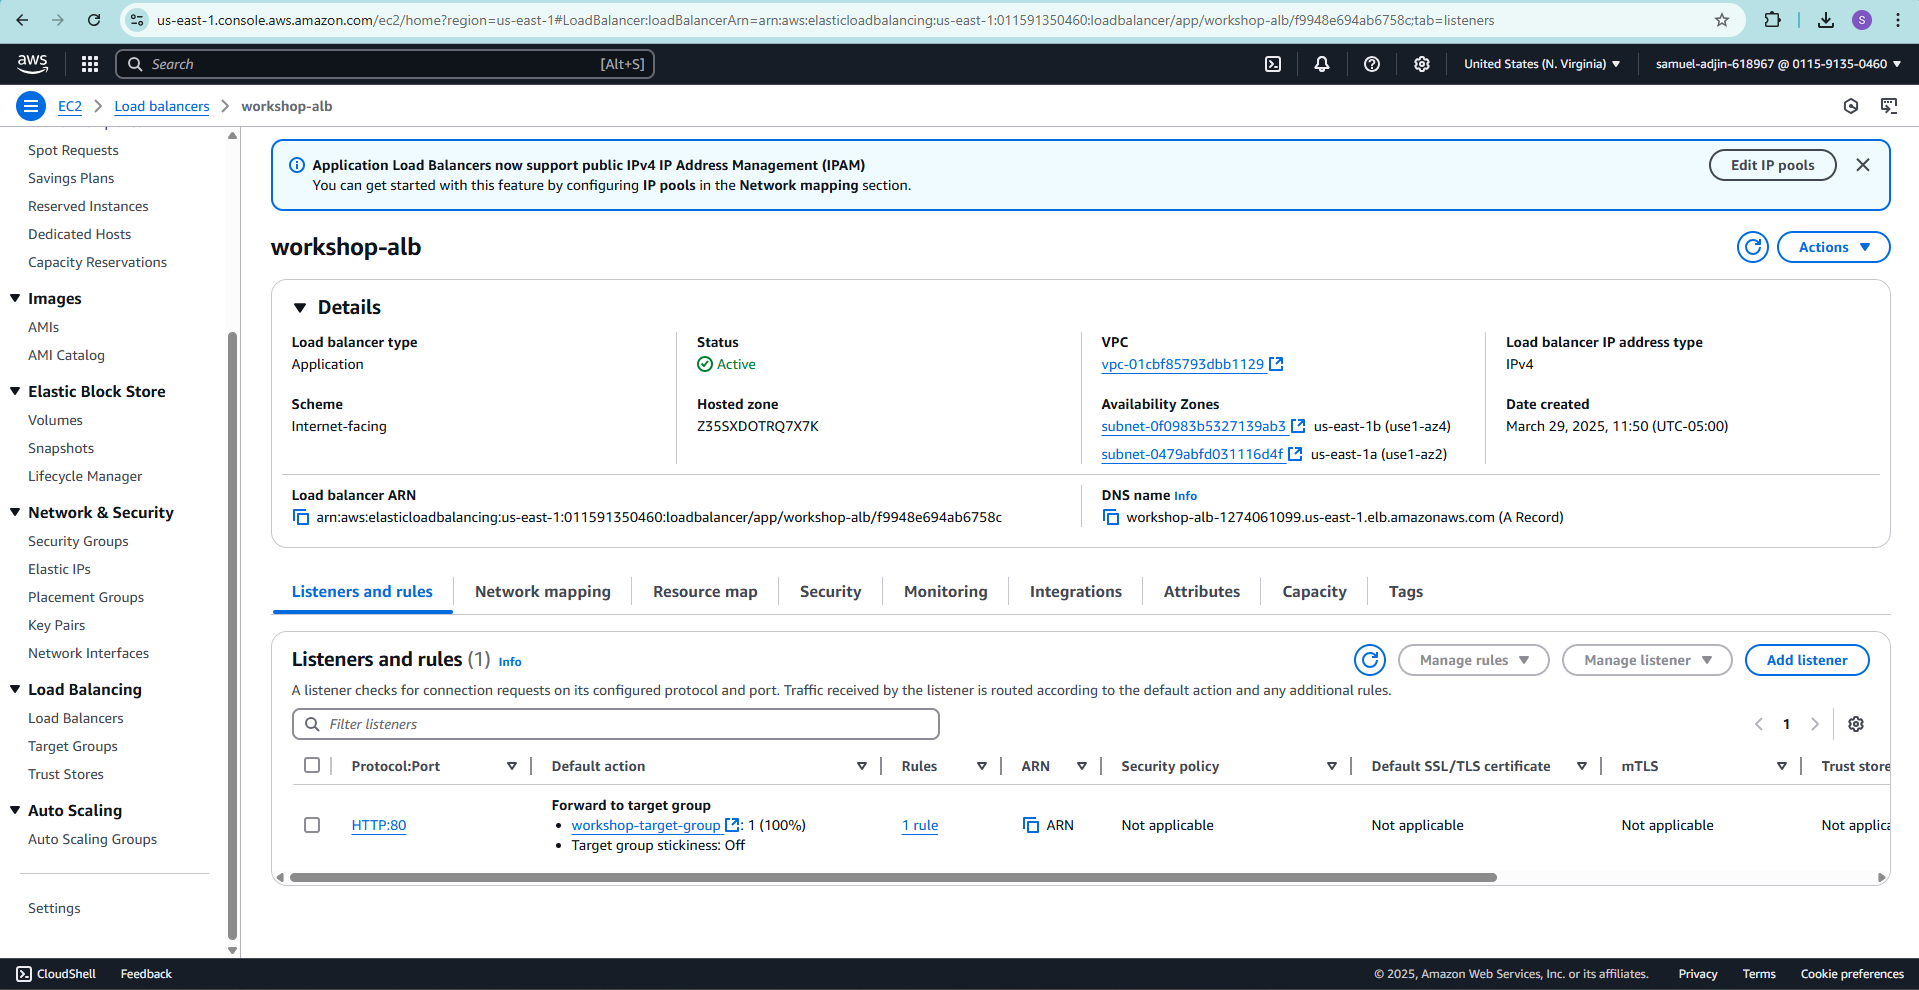 us-east-1.console.aws.amazon.com/ec2/home?region=us-east-1#LoadBalancer:loadBalancerArn=arn:aws:elasticloadbalancing:us-east-1:011591350460:loadbalancer/app/workshop-alb/f9948e694ab6758c;tab=listeners
S
aws
Search [Alt+S]
United States (N. Virginia)
samuel-adjin-618967 @ 0115-9135-0460
EC2 > Load balancers > workshop-alb
Spot Requests
Savings Plans
Reserved Instances
Dedicated Hosts
Capacity Reservations
Images
AMIs
AMI Catalog
Elastic Block Store
Volumes
Snapshots
Lifecycle Manager
Network & Security
Security Groups
Elastic IPs
Placement Groups
Key Pairs
Network Interfaces
Load Balancing
Load Balancers
Target Groups
Trust Stores
Auto Scaling
Auto Scaling Groups
Settings
Application Load Balancers now support public IPv4 IP Address Management (IPAM)
You can get started with this feature by configuring IP pools in the Network mapping section.
Edit IP pools
workshop-alb
Actions
Details
Load balancer type
Application
Status
Active
VPC
vpc-01cbf85793dbb1129
Load balancer IP address type
IPv4
Scheme
Internet-facing
Hosted zone
Z35SXDOTRQ7X7K
Availability Zones
subnet-0f0983b5327139ab3 us-east-1b (use1-az4)
subnet-0479abfd031116d4f us-east-1a (use1-az2)
Date created
March 29, 2025, 11:50 (UTC-05:00)
Load balancer ARN
arn:aws:elasticloadbalancing:us-east-1:011591350460:loadbalancer/app/workshop-alb/f9948e694ab6758c
DNS name Info
workshop-alb-1274061099.us-east-1.elb.amazonaws.com (A Record)
Listeners and rules
Network mapping
Resource map
Security
Monitoring
Integrations
Attributes
Capacity
Tags
Listeners and rules (1) Info
Manage rules
Manage listener
Add listener
A listener checks for connection requests on its configured protocol and port. Traffic received by the listener is routed according to the default action and any additional rules.
Filter listeners
1
Protocol:Port
Default action
Rules
ARN
Security policy
Default SSL/TLS certificate
mTLS
Trust store
HTTP:80
Forward to target group
• workshop-target-group: 1 (100%)
• Target group stickiness: Off
1 rule
ARN
Not applicable
Not applicable
Not applicable
Not applica
CloudShell
Feedback
© 2025, Amazon Web Services, Inc. or its affiliates.
Privacy
Terms
Cookie preferences